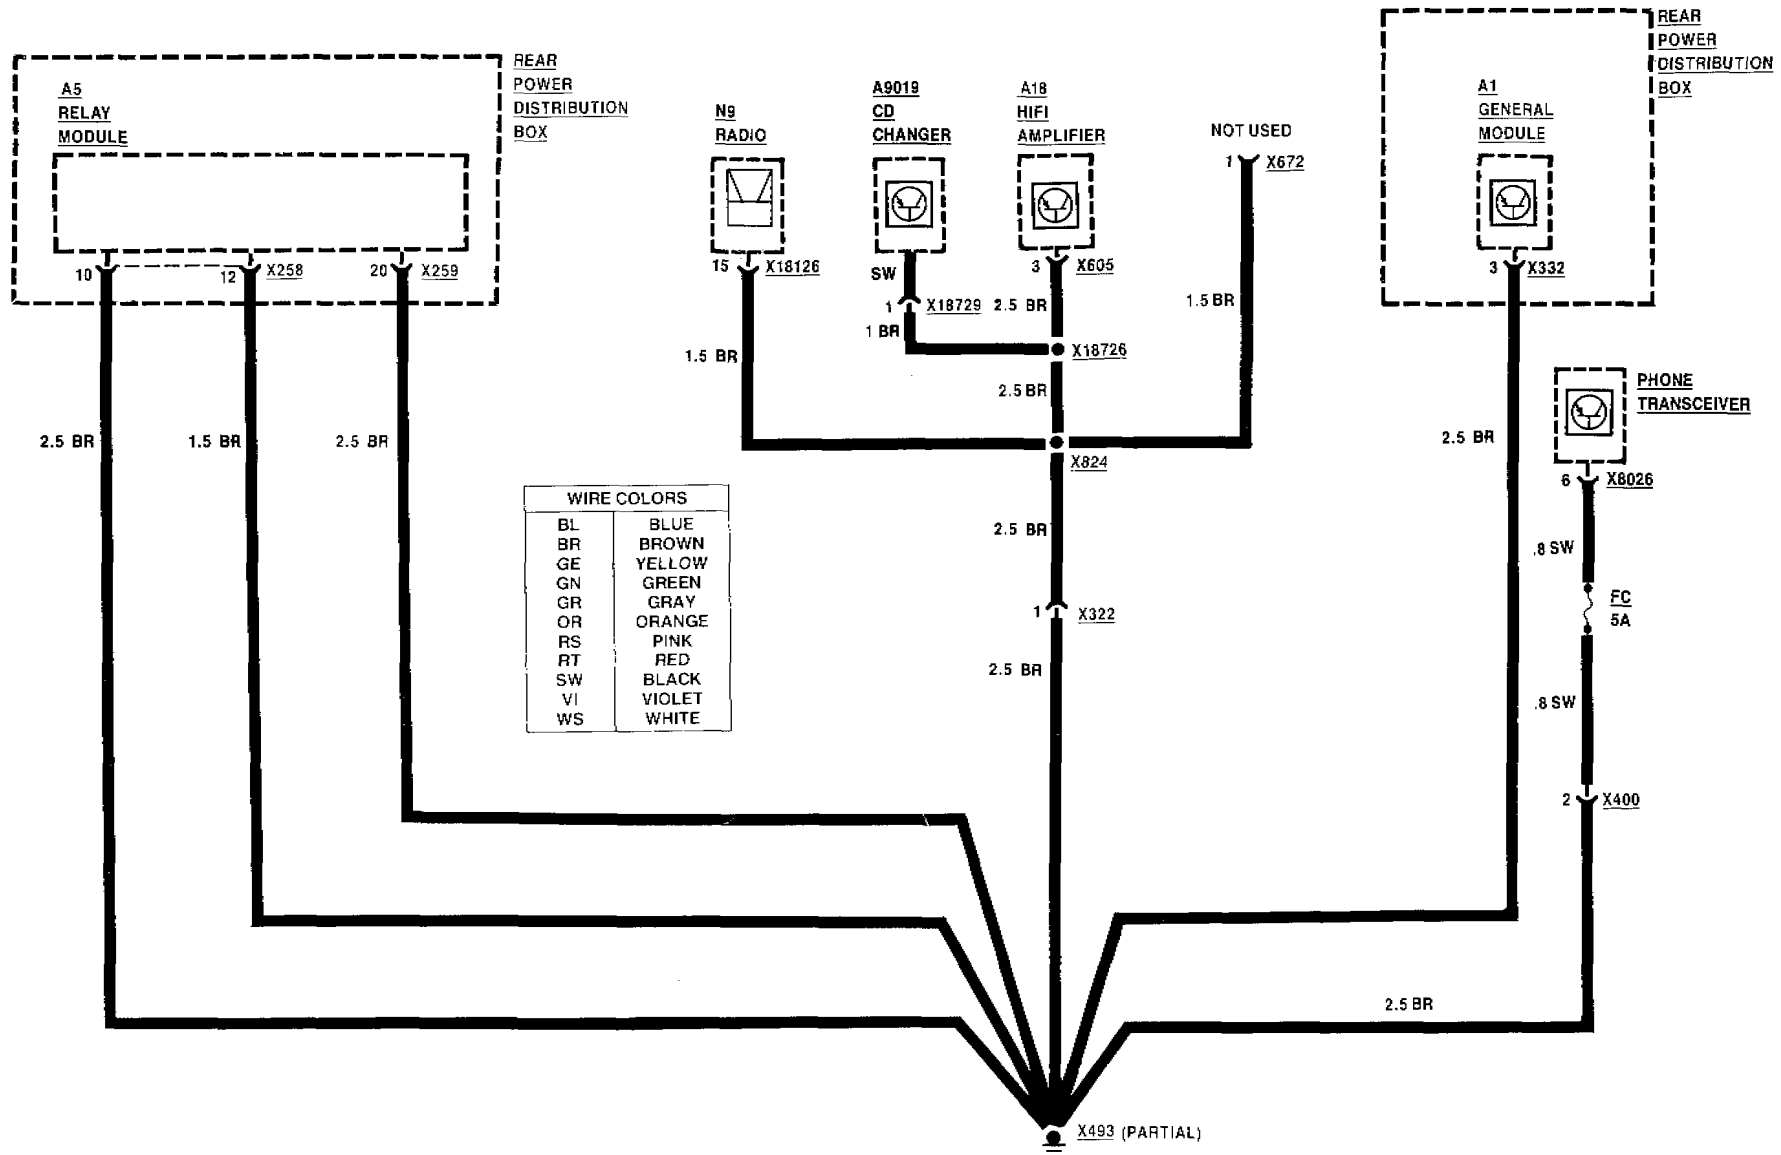 REAR
POWER
DISTRIBUTION
BOX
A5
RELAY
MODULE
10
12
X258
20
X259
2.5 BR
1.5 BR
2.5 BR
N9
RADIO
15
X18126
1.5 BR
A9019
CD
CHANGER
SW
1
X18729
1 BR
A18
HIFI
AMPLIFIER
3
X605
2.5 BR
X18726
2.5 BR
X824
2.5 BR
1
X322
2.5 BR
NOT USED
1
X672
1.5 BR
REAR
POWER
DISTRIBUTION
BOX
A1
GENERAL
MODULE
3
X332
2.5 BR
PHONE
TRANSCEIVER
6
X8026
.8 SW
FC
5A
.8 SW
2
X400
2.5 BR
WIRE COLORS
BL BLUE
BR BROWN
GE YELLOW
GN GREEN
GR GRAY
OR ORANGE
RS PINK
RT RED
SW BLACK
VI VIOLET
WS WHITE
X493 (PARTIAL)